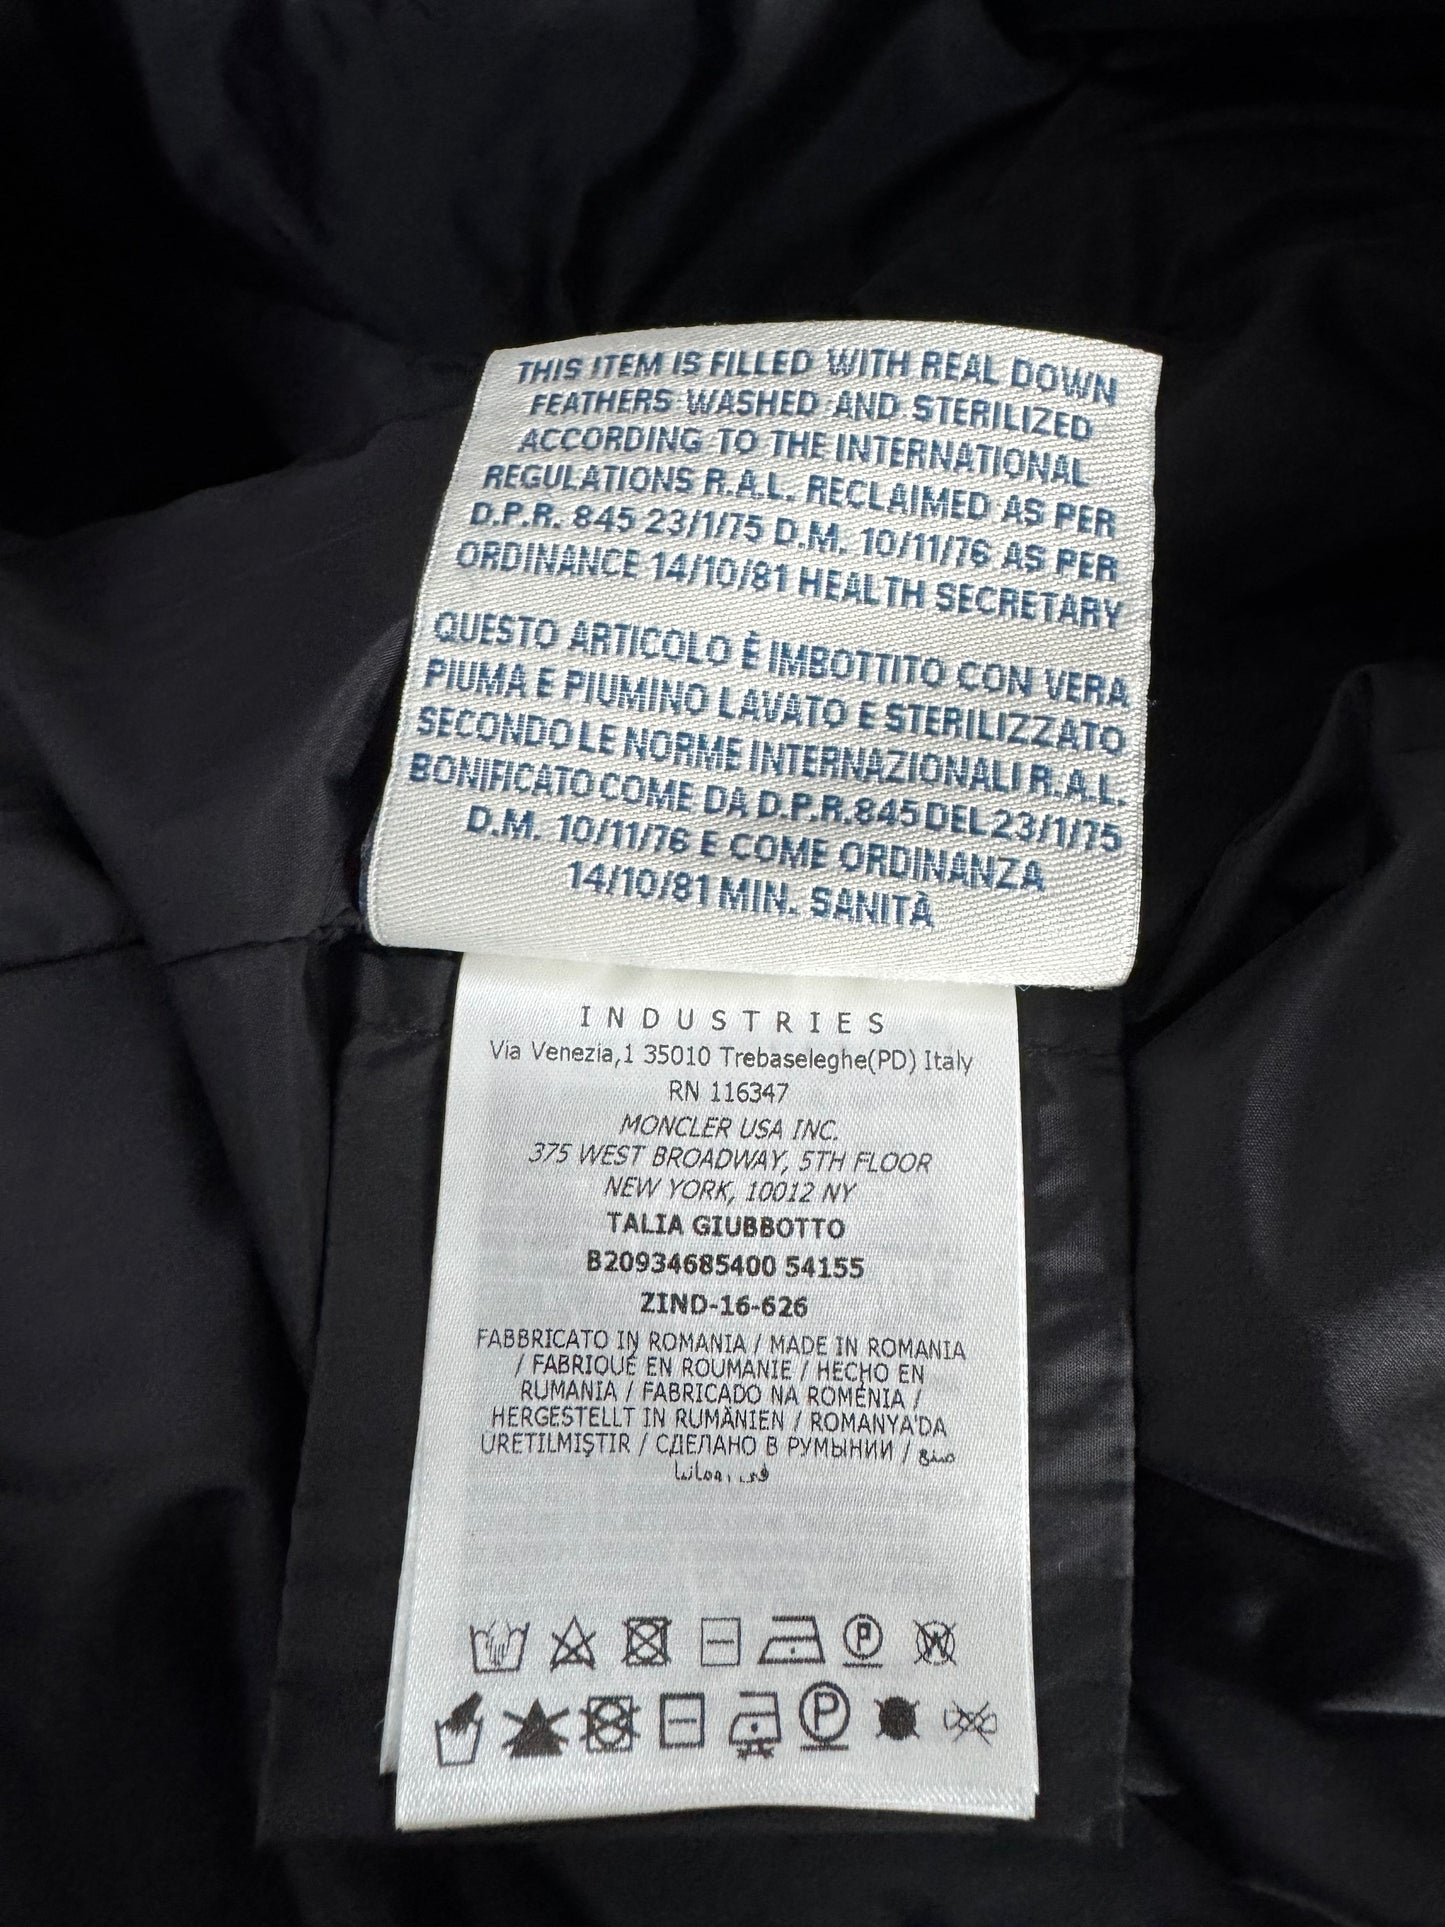 THIS ITEM IS FILLED WITH REAL DOWN
FEATHERS WASHED AND STERILIZED
ACCORDING TO THE INTERNATIONAL
REGULATIONS R.A.L. RECLAIMED AS PER
D.P.R. 845 23/1/75 D.M. 10/11/76 AS PER
ORDINANCE 14/10/81 HEALTH SECRETARY
QUESTO ARTICOLO È IMBOTTITO CON VERA
PIUMA E PIUMINO LAVATO E STERILIZZATO
SECONDO LE NORME INTERNAZIONALI R.A.L.
BONIFICATO COME DA D.P.R.845 DEL 23/1/75
D.M. 10/11/76 E COME ORDINANZA
14/10/81 MIN. SANITÀ
INDUSTRIES
Via Venezia,1 35010 Trebaseleghe(PD) Italy
RN 116347
MONCLER USA INC.
375 WEST BROADWAY, 5TH FLOOR
NEW YORK, 10012 NY
TALIA GIUBBOTTO
B20934685400 54155
ZIND-16-626
FABBRICATO IN ROMANIA / MADE IN ROMANIA
/ FABRIQUÉ EN ROUMANIE / HECHO EN
RUMANIA / FABRICADO NA ROMÉNIA /
HERGESTELLT IN RUMÄNIEN / ROMANYA'DA
ÜRETILMIŞTIR / СДЕЛАНО В РУМЫНИИ / صنع
في رومانيا
P W
P